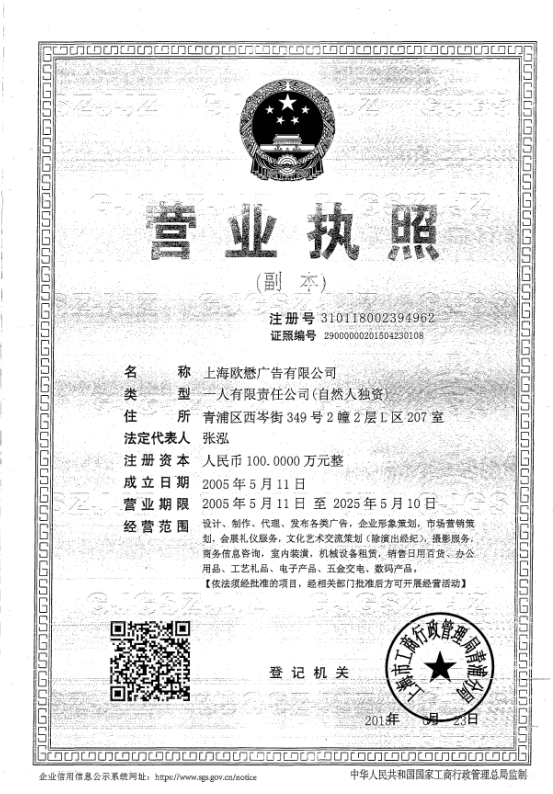 营业执照
(副 本)
注册号 310118002394962
证照编号 29000000201504230108
名 称 上海欧懋广告有限公司
类 型 一人有限责任公司(自然人独资)
住 所 青浦区西岑街349号2幢2层L区207室
法定代表人 张泓
注册资本 人民币100.0000万元整
成立日期 2005年5月11日
营业期限 2005年5月11日 至 2025年5月10日
经营范围 设计、制作、代理、发布各类广告，企业形象策划，市场营销策
划，会展礼仪服务，文化艺术交流策划（除演出经纪），摄影服务，
商务信息咨询，室内装潢，机械设备租赁，销售日用百货、办公
用品、工艺礼品、电子产品、五金交电、数码产品。
【依法须经批准的项目，经相关部门批准后方可开展经营活动】
上海市工商行政管理局青浦分局
登记机关
年 月 23日
企业信用信息公示系统网址：https://www.sgs.gov.cn/notice
中华人民共和国国家工商行政管理总局监制